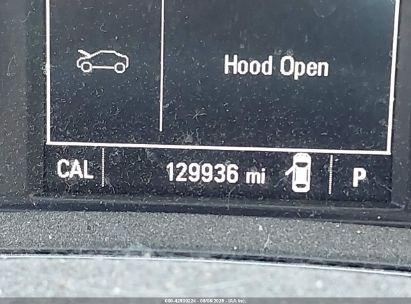 Hood Open
CAL 129936 mi P